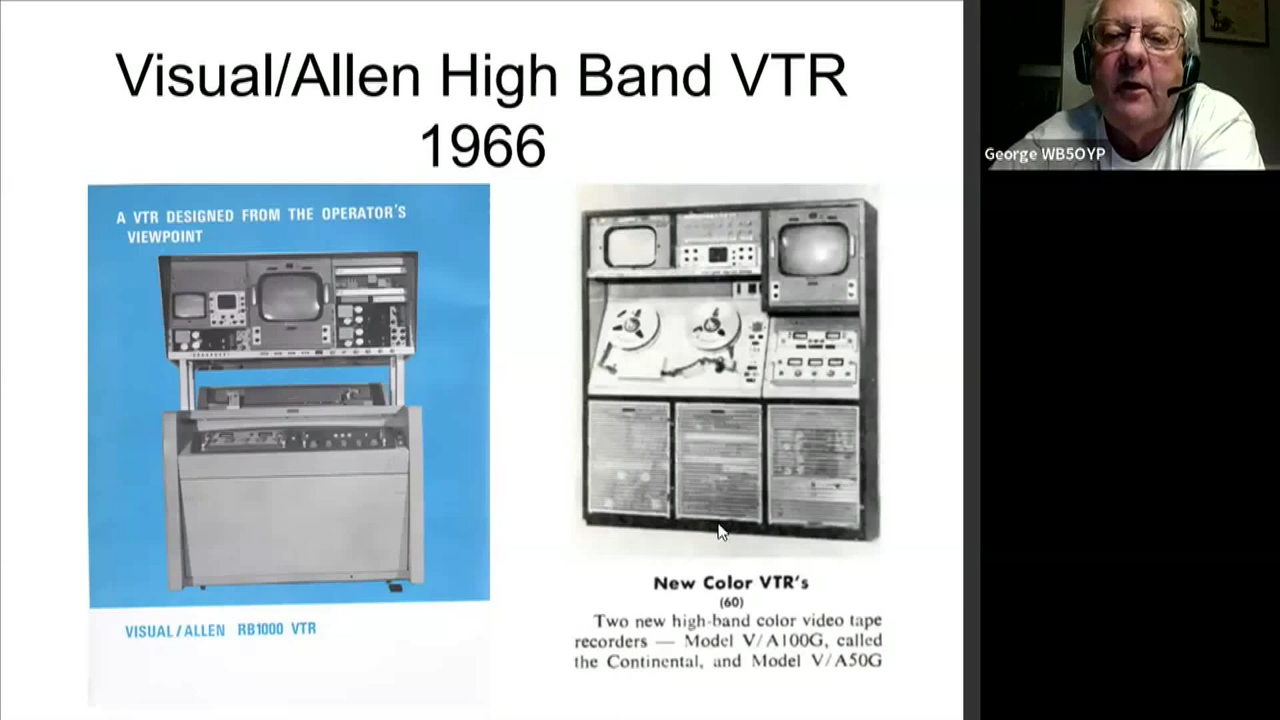 Visual/Allen High Band VTR
1966
A VTR DESIGNED FROM THE OPERATOR'S
VIEWPOINT
VISUAL/ALLEN RB1000 VTR
New Color VTR's
(60)
Two new high-band color video tape
recorders — Model V/A100G, called
the Continental, and Model V/A50G
George WB5OYP